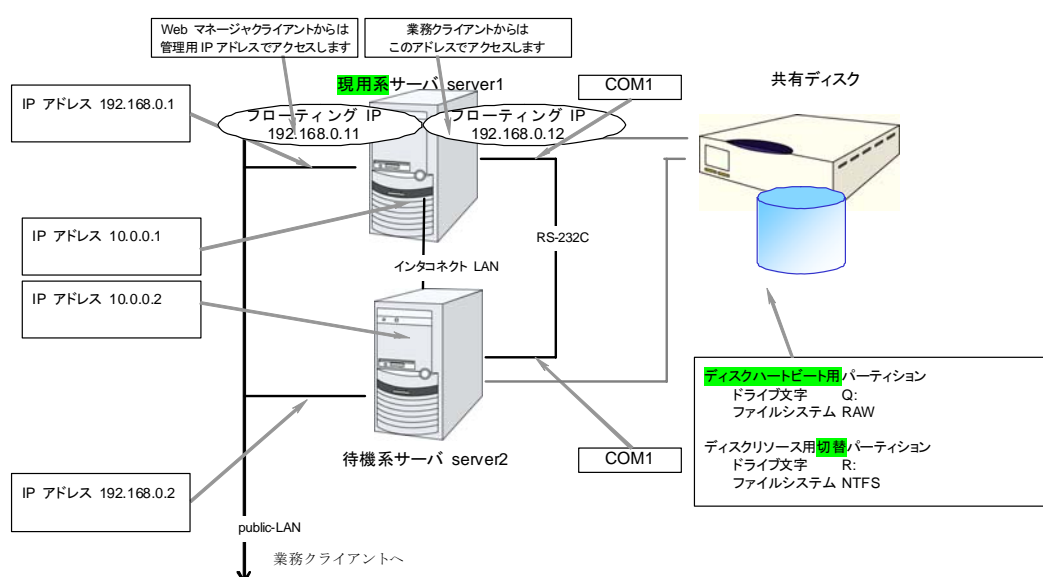 Web マネージャクライアントからは
管理用 IP アドレスでアクセスします
業務クライアントからは
このアドレスでアクセスします
現用系サーバ server1
COM1
共有ディスク
IP アドレス 192.168.0.1
フローティング IP
192.168.0.11
フローティング IP
192.168.0.12
IP アドレス 10.0.0.1
RS-232C
インタコネクト LAN
IP アドレス 10.0.0.2
ディスクハートビート用パーティション
ドライブ文字 Q:
ファイルシステム RAW
ディスクリソース用切替パーティション
ドライブ文字 R:
ファイルシステム NTFS
待機系サーバ server2
COM1
IP アドレス 192.168.0.2
public-LAN
業務クライアントへ